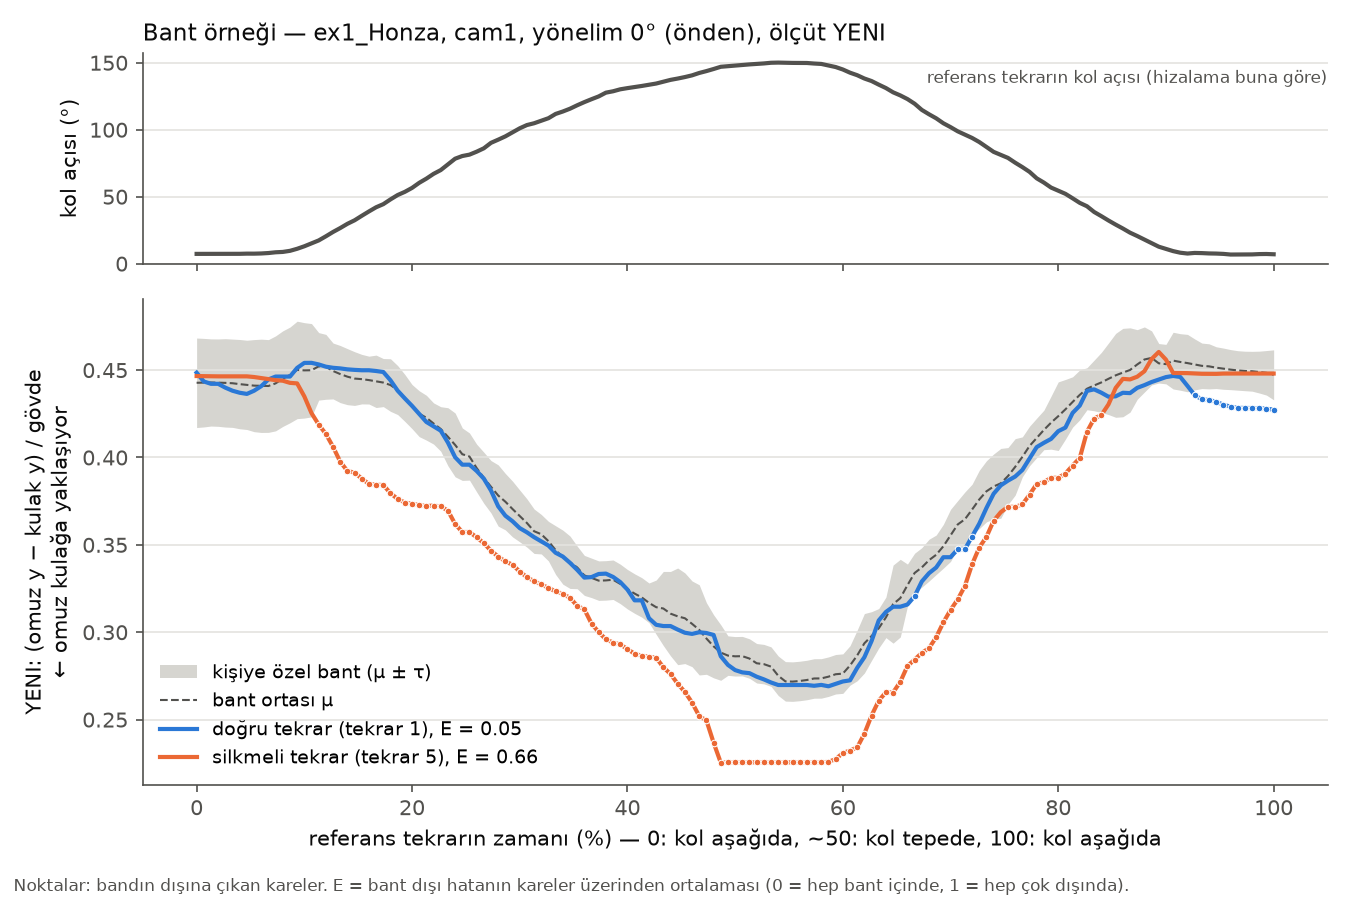 Bant örneği — ex1_Honza, cam1, yönelim 0° (önden), ölçüt YENI
150
100
50
0
kol açısı (°)
referans tekrarın kol açısı (hizalama buna göre)
0.45
0.40
0.35
0.30
0.25
YENI: (omuz y − kulak y) / gövde
← omuz kulağa yaklaşıyor
kişiye özel bant (μ ± τ)
bant ortası μ
doğru tekrar (tekrar 1), E = 0.05
silkmeli tekrar (tekrar 5), E = 0.66
0 20 40 60 80 100
referans tekrarın zamanı (%) — 0: kol aşağıda, ~50: kol tepede, 100: kol aşağıda
Noktalar: bandın dışına çıkan kareler. E = bant dışı hatanın kareler üzerinden ortalaması (0 = hep bant içinde, 1 = hep çok dışında).